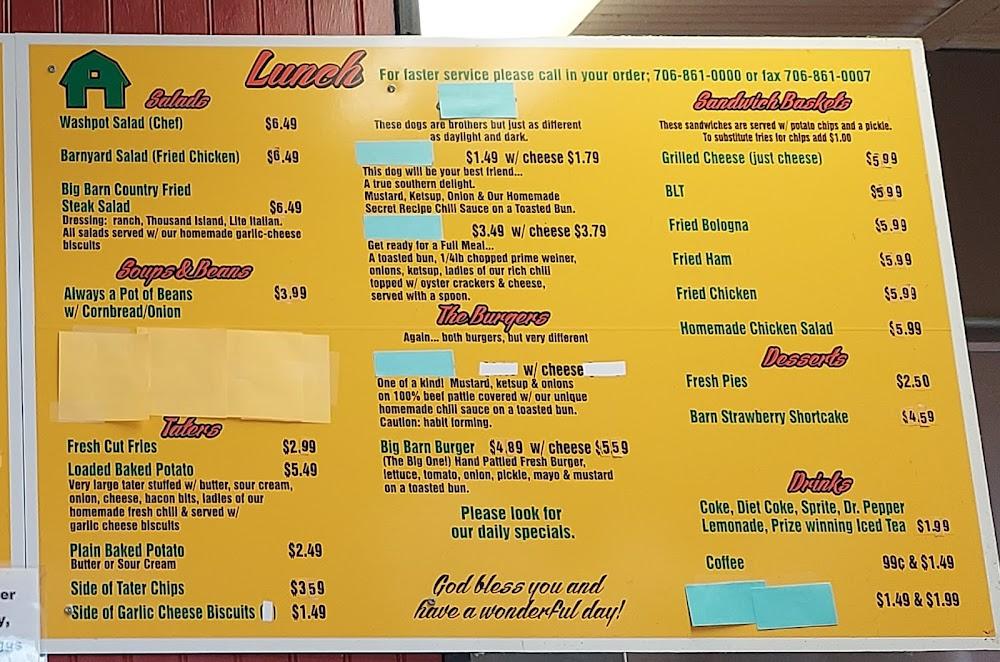 Lunch
For faster service please call in your order; 706-861-0000 or fax 706-861-0007
Salads
Washpot Salad (Chef) $6.49
Barnyard Salad (Fried Chicken) $6.49
Big Barn Country Fried
Steak Salad $6.49
Dressing: ranch, Thousand Island, Lite Italian.
All salads served w/ our homemade garlic-cheese
biscuits
Soups & Beans
Always a Pot of Beans $3.99
w/ Cornbread/Onion
Taters
Fresh Cut Fries $2.99
Loaded Baked Potato $5.49
Very large tater stuffed w/ butter, sour cream,
onion, cheese, bacon bits, ladles of our
homemade fresh chili & served w/
garlic cheese biscuits
Plain Baked Potato $2.49
Butter or Sour Cream
Side of Tater Chips $3.59
Side of Garlic Cheese Biscuits $1.49
These dogs are brothers but just as different
as daylight and dark.
$1.49 w/ cheese $1.79
This dog will be your best friend...
A true southern delight.
Mustard, Ketsup, Onion & Our Homemade
Secret Recipe Chili Sauce on a Toasted Bun.
$3.49 w/ cheese $3.79
Get ready for a Full Meal...
A toasted bun, 1/4lb chopped prime weiner,
onions, ketsup, ladles of our rich chili
topped w/ oyster crackers & cheese,
served with a spoon.
The Burgers
Again... both burgers, but very different
w/ cheese
One of a kind! Mustard, ketsup & onions
on 100% beef pattie covered w/ our unique
homemade chili sauce on a toasted bun.
Caution: habit forming.
Big Barn Burger $4.89 w/ cheese $5.59
(The Big One!) Hand Pattied Fresh Burger,
lettuce, tomato, onion, pickle, mayo & mustard
on a toasted bun.
Please look for
our daily specials.
God bless you and
have a wonderful day!
Sandwich Baskets
These sandwiches are served w/ potato chips and a pickle.
To substitute fries for chips add $1.00
Grilled Cheese (just cheese) $5.99
BLT $5.99
Fried Bologna $5.99
Fried Ham $5.99
Fried Chicken $5.99
Homemade Chicken Salad $5.99
Desserts
Fresh Pies $2.50
Barn Strawberry Shortcake $4.59
Drinks
Coke, Diet Coke, Sprite, Dr. Pepper
Lemonade, Prize winning Iced Tea $1.99
Coffee 99¢ & $1.49
$1.49 & $1.99